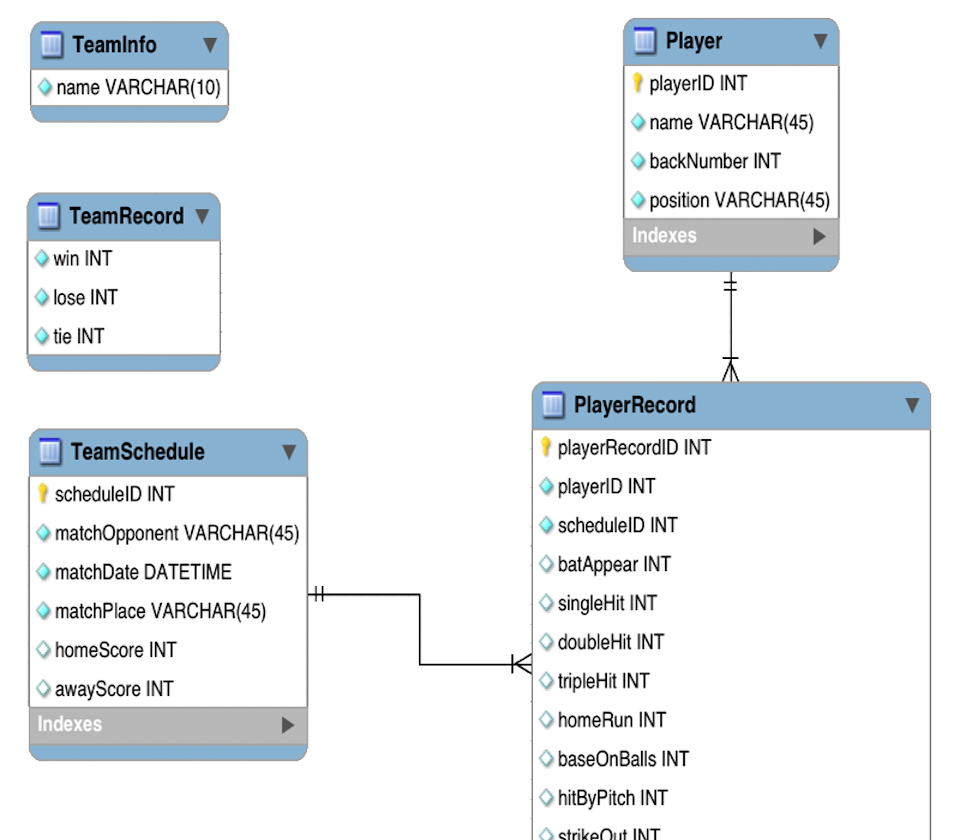 TeamInfo
name VARCHAR(10)
TeamRecord
win INT
lose INT
tie INT
TeamSchedule
scheduleID INT
matchOpponent VARCHAR(45)
matchDate DATETIME
matchPlace VARCHAR(45)
homeScore INT
awayScore INT
Indexes
Player
playerID INT
name VARCHAR(45)
backNumber INT
position VARCHAR(45)
Indexes
PlayerRecord
playerRecordID INT
playerID INT
scheduleID INT
batAppear INT
singleHit INT
doubleHit INT
tripleHit INT
homeRun INT
baseOnBalls INT
hitByPitch INT
strikeOut INT